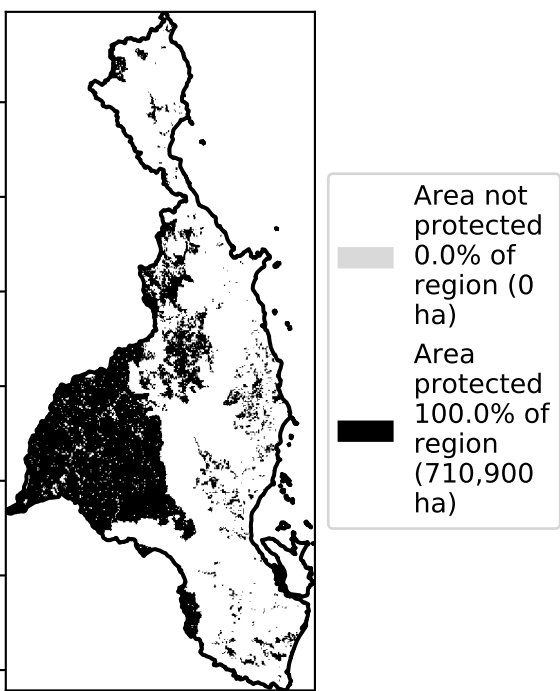 Area not
protected
0.0% of
region (0
ha)
Area
protected
100.0% of
region
(710,900
ha)